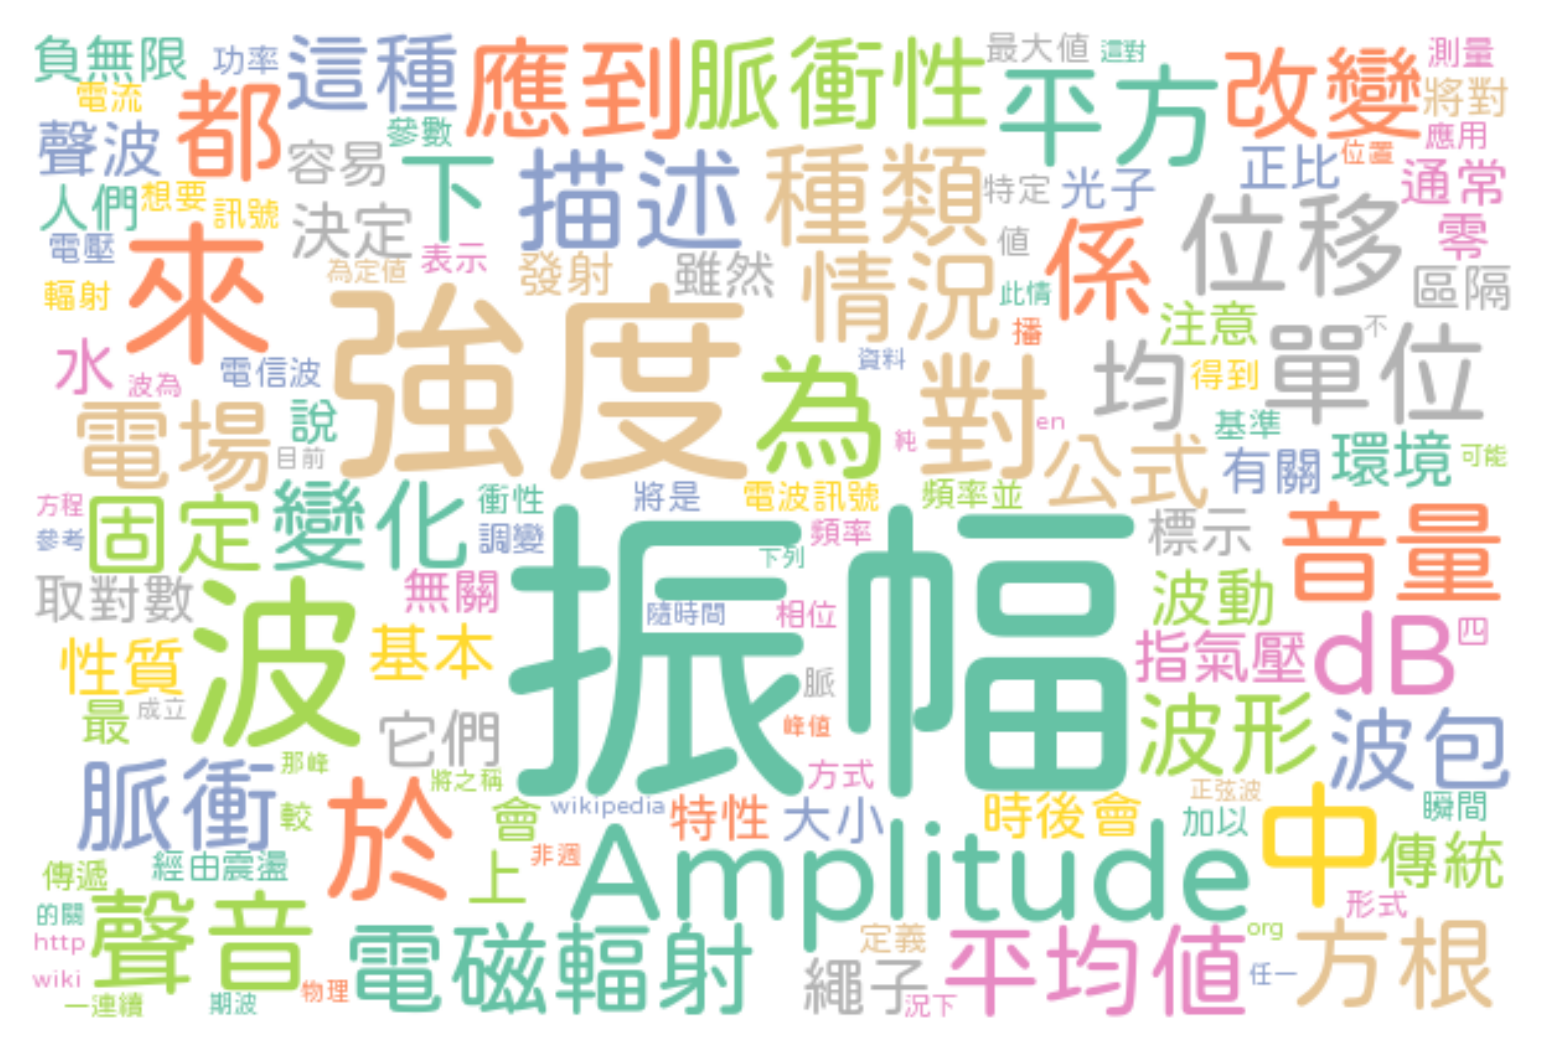 負無限
功率
這種
應到
脈衝性
最大值
這對
平方
改變
測量
電流
都
將對
聲波
參數
容易
下
描述
種類
應用
位置
正比
通常
人們
想要
訊號
決定
特定
光子
位移
零
電壓
來
表示
為定值
發射
雖然
值
情況
係
區隔
輻射
強度
此情
播
注意
不
水
波為
電信波
為
資料
對
均
得到
單位
電場
說
目前
en
純
公式
基準
有關
環境
可能
方程
參考
固定
變化
衝性
調變
將是
電波訊號
頻率並
頻率
下列
標示
音量
取對數
波
無關
振幅
隨時間
相位
波動
指氣壓
dB
四
性質
基本
最
成立
它們
脈
峰值
波形
波包
脈衝
那峰
將之稱
較
於
會
wikipedia
特性
大小
方式
時後會
正弦波
加以
中
瞬間
傳統
傳遞
經由震盪
上
非週
Amplitude
形式
的關
http
wiki
聲音
電磁輻射
定義
繩子
況下
平均值
org
任一
方根
一連續
期波
物理